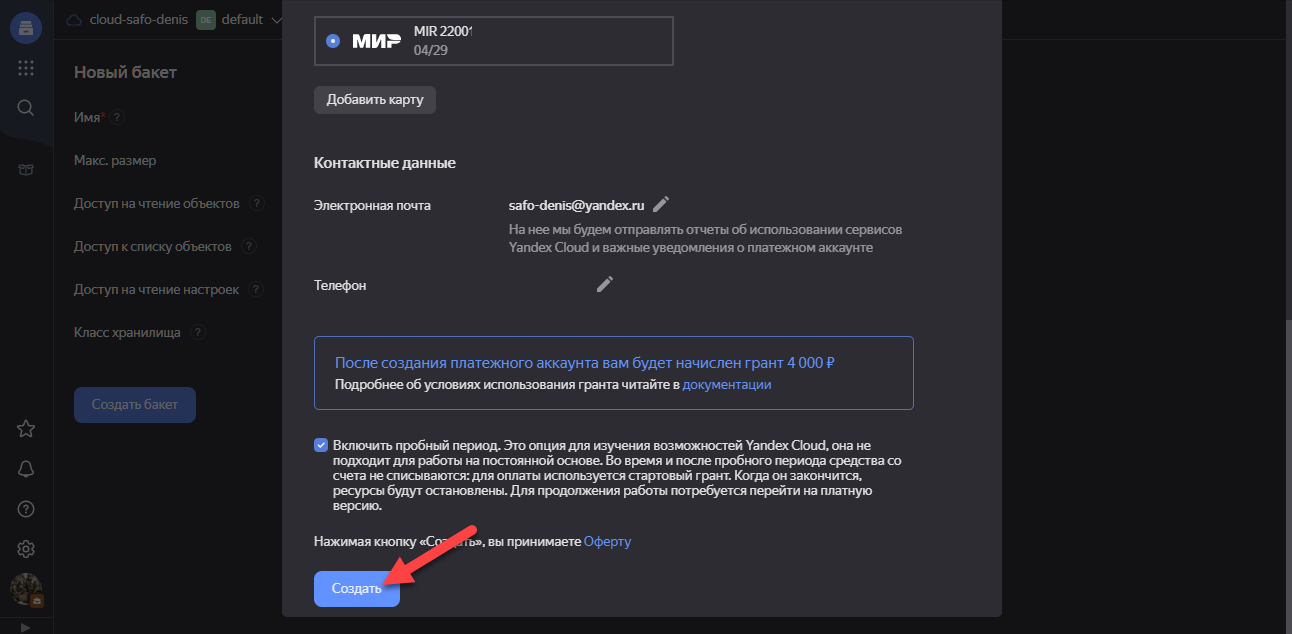 cloud-safo-denis DE default
Новый бакет
Имя* ?
Макс. размер
Доступ на чтение объектов ?
Доступ к списку объектов ?
Доступ на чтение настроек ?
Класс хранилища ?
Создать бакет
МИР MIR 22001
04/29
Добавить карту
Контактные данные
Электронная почта safo-denis@yandex.ru
На нее мы будем отправлять отчеты об использовании сервисов
Yandex Cloud и важные уведомления о платежном аккаунте
Телефон
После создания платежного аккаунта вам будет начислен грант 4 000 ₽
Подробнее об условиях использования гранта читайте в документации
Включить пробный период. Это опция для изучения возможностей Yandex Cloud, она не
подходит для работы на постоянной основе. Во время и после пробного периода средства со
счета не списываются: для оплаты используется стартовый грант. Когда он закончится,
ресурсы будут остановлены. Для продолжения работы потребуется перейти на платную
версию.
Нажимая кнопку «Создать», вы принимаете Оферту
Создать